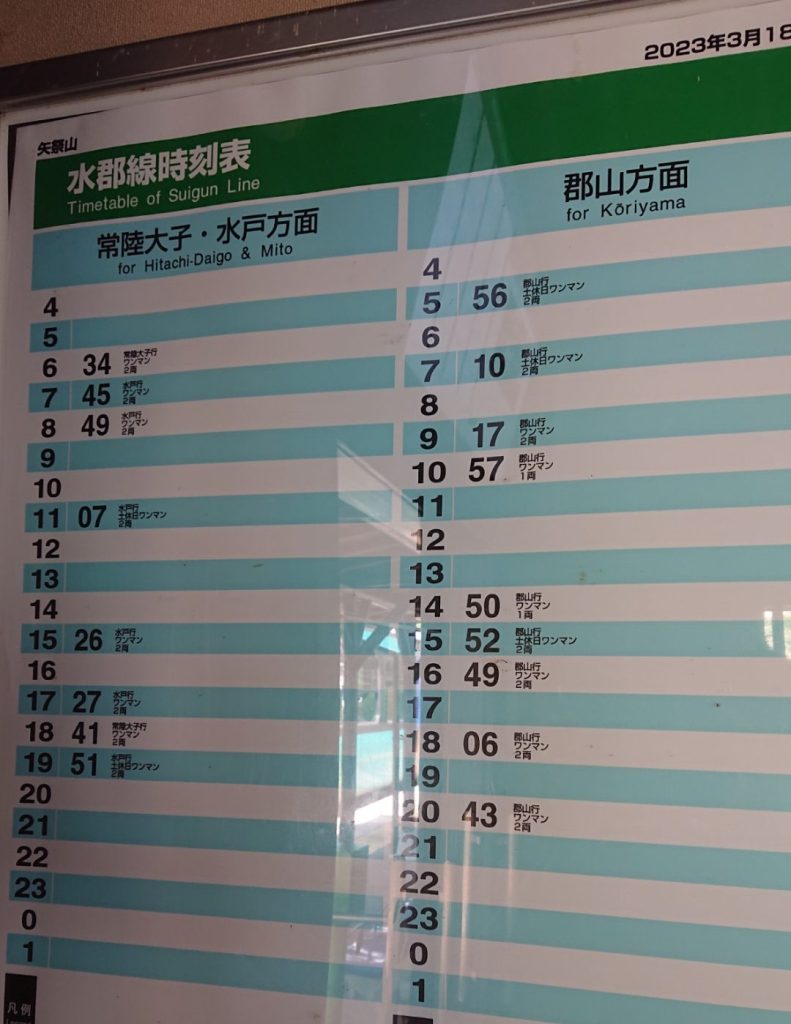 2023年3月18
矢祭山
水郡線時刻表
Timetable of Suigun Line
常陸大子・水戸方面
for Hitachi-Daigo & Mito
4
5
6 34 常陸大子行 ワンマン 2両
7 45 水戸行 ワンマン 2両
8 49 水戸行 ワンマン 2両
9
10
11 07 水戸行 土休日ワンマン 2両
12
13
14
15 26 水戸行 ワンマン 2両
16
17 27 水戸行 ワンマン 2両
18 41 常陸大子行 ワンマン 2両
19 51 水戸行 土休日ワンマン 2両
20
21
22
23
0
1
凡例
郡山方面
for Kōriyama
4
5 56 郡山行 土休日ワンマン 2両
6
7 10 郡山行 土休日ワンマン 2両
8
9 17 郡山行 ワンマン 2両
10 57 郡山行 ワンマン 1両
11
12
13
14 50 郡山行 ワンマン 1両
15 52 郡山行 土休日ワンマン 2両
16 49 郡山行 ワンマン 2両
17
18 06 郡山行 ワンマン 2両
19
20 43 郡山行 ワンマン 2両
21
22
23
0
1